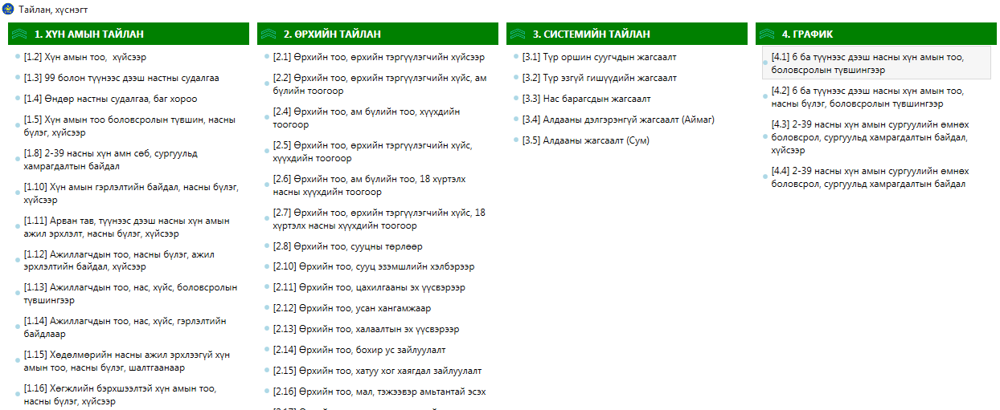 Тайлан, хүснэгт
1. ХҮН АМЫН ТАЙЛАН
[1.2] Хүн амын тоо, хүйсээр
[1.3] 99 болон түүнээс дээш настны судалгаа
[1.4] Өндөр настны судалгаа, баг хороо
[1.5] Хүн амын тоо боловсролын түвшин, насны
бүлэг, хүйсээр
[1.8] 2-39 насны хүн амн сөб, сургуульд
хамрагдалтын байдал
[1.10] Хүн амын гэрлэлтийн байдал, насны бүлэг,
хүйсээр
[1.11] Арван тав, түүнээс дээш насны хүн амын
ажил эрхлэлт, насны бүлэг, хүйсээр
[1.12] Ажиллагчдын тоо, насны бүлэг, ажил
эрхлэлтийн байдал, хүйсээр
[1.13] Ажиллагчдын тоо, нас, хүйс, боловсролын
түвшингээр
[1.14] Ажиллагчдын тоо, нас, хүйс, гэрлэлтийн
байдлаар
[1.15] Хөдөлмөрийн насны ажил эрхлээгүй хүн
амын тоо, насны бүлэг, шалтгаанаар
[1.16] Хөгжлийн бэрхшээлтэй хүн амын тоо,
насны бүлэг, хүйсээр
2. ӨРХИЙН ТАЙЛАН
[2.1] Өрхийн тоо, өрхийн тэргүүлэгчийн хүйсээр
[2.2] Өрхийн тоо, өрхийн тэргүүлэгчийн хүйс, ам
бүлийн тоогоор
[2.4] Өрхийн тоо, ам бүлийн тоо, хүүхдийн
тоогоор
[2.5] Өрхийн тоо, өрхийн тэргүүлэгчийн хүйс,
хүүхдийн тоогоор
[2.6] Өрхийн тоо, ам бүлийн тоо, 18 хүртэлх
насны хүүхдийн тоогоор
[2.7] Өрхийн тоо, өрхийн тэргүүлэгчийн хүйс, 18
хүртэлх насны хүүхдийн тоогоор
[2.8] Өрхийн тоо, сууцны төрлөөр
[2.10] Өрхийн тоо, сууц эзэмшлийн хэлбэрээр
[2.11] Өрхийн тоо, цахилгааны эх үүсвэрээр
[2.12] Өрхийн тоо, усан хангамжаар
[2.13] Өрхийн тоо, халаалтын эх үүсвэрээр
[2.14] Өрхийн тоо, бохир ус зайлуулалт
[2.15] Өрхийн тоо, хатуу хог хаягдал зайлуулалт
[2.16] Өрхийн тоо, мал, тэжээвэр амьтантай эсэх
3. СИСТЕМИЙН ТАЙЛАН
[3.1] Түр оршин суугчдын жагсаалт
[3.2] Түр эзгүй гишүүдийн жагсаалт
[3.3] Нас барагсдын жагсаалт
[3.4] Алдааны дэлгэрэнгүй жагсаалт (Аймаг)
[3.5] Алдааны жагсаалт (Сум)
4. ГРАФИК
[4.1] 6 ба түүнээс дээш насны хүн амын тоо,
боловсролын түвшингээр
[4.2] 6 ба түүнээс дээш насны хүн амын тоо,
насны бүлэг, боловсролын түвшингээр
[4.3] 2-39 насны хүн амын сургуулийн өмнөх
боловсрол, сургуульд хамрагдалтын байдал,
хүйсээр
[4.4] 2-39 насны хүн амын сургуулийн өмнөх
боловсрол, сургуульд хамрагдалтын байдал